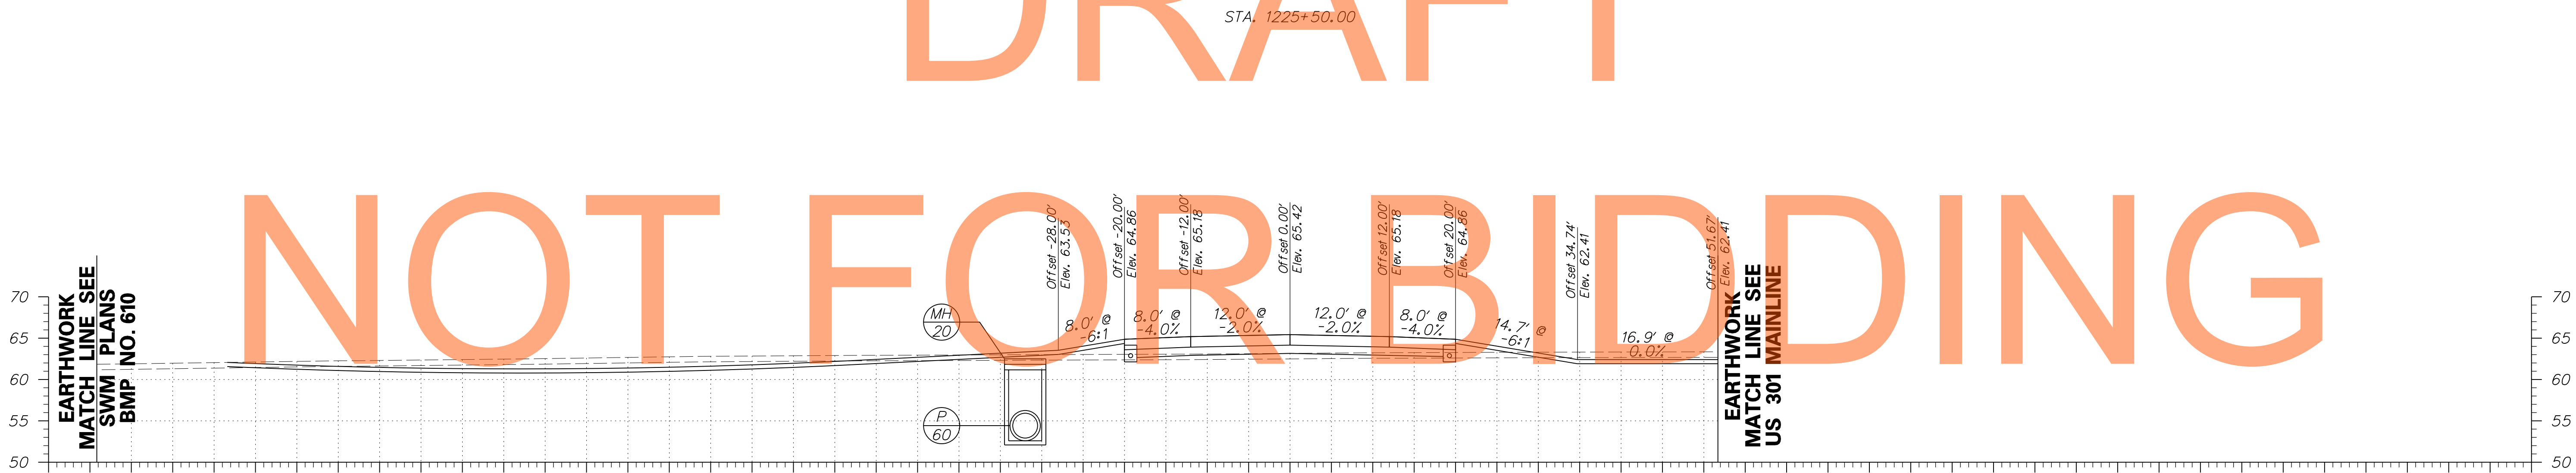 DRAFT
STA. 1225+50.00
NOT FOR BIDDING
Offset -28.00'
Elev. 63.53
Offset -20.00'
Elev. 64.86
Offset -12.00'
Elev. 65.18
Offset 0.00'
Elev. 65.42
Offset 12.00'
Elev. 65.18
Offset 20.00'
Elev. 64.86
Offset 34.74'
Elev. 62.41
Offset 51.67'
Elev. 62.41
8.0' @
-6:1
8.0' @
-4.0%
12.0' @
-2.0%
12.0' @
-2.0%
8.0' @
-4.0%
14.7' @
-6:1
16.9' @
0.0%
MH
20
P
60
EARTHWORK
MATCH LINE SEE
SWM PLANS
BMP NO. 610
EARTHWORK
MATCH LINE SEE
US 301 MAINLINE
70
65
60
55
50
70
65
60
55
50